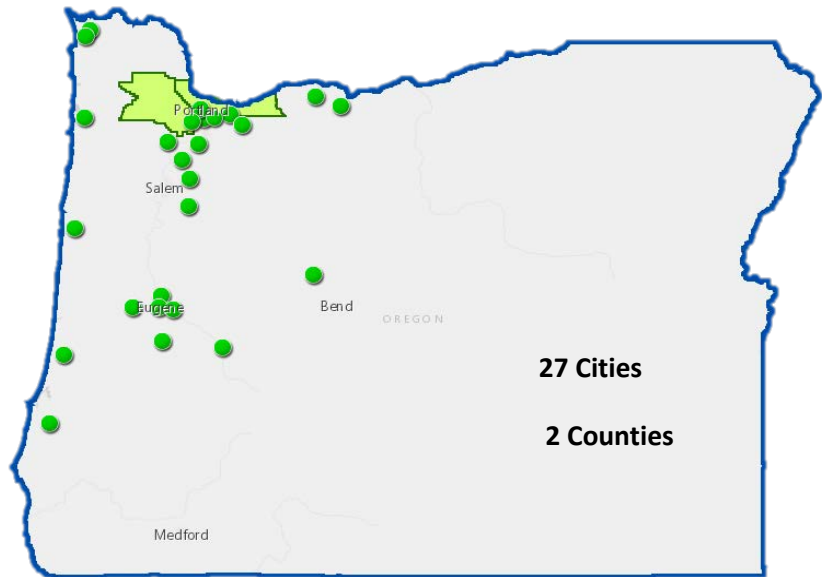 Portland
Salem
Eugene
Bend
OREGON
27 Cities
2 Counties
Medford